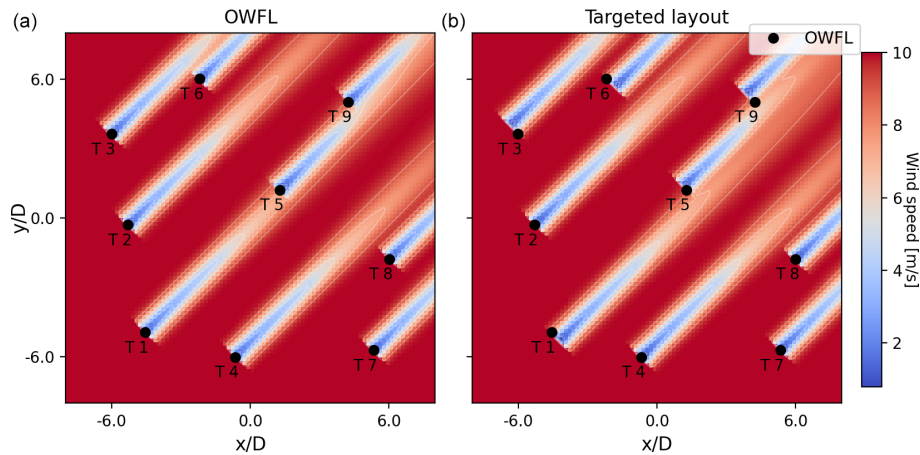 (a)
OWFL
(b)
Targeted layout
OWFL
y/D
6.0
0.0
-6.0
T 6
T 3
T 9
T 5
T 2
T 8
T 1
T 4
T 7
-6.0
0.0
6.0
x/D
T 6
T 3
T 9
T 5
T 2
T 8
T 1
T 4
T 7
-6.0
0.0
6.0
x/D
10
8
6
4
2
Wind speed [m/s]